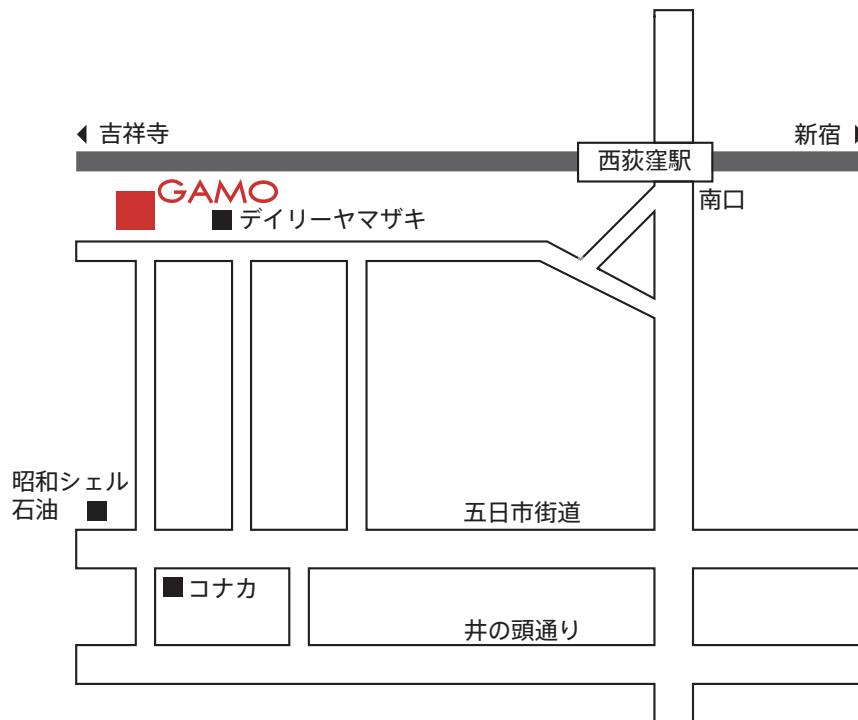 吉祥寺
新宿
西荻窪駅
南口
GAMO
デイリーヤマザキ
昭和シェル
石油
五日市街道
コナカ
井の頭通り